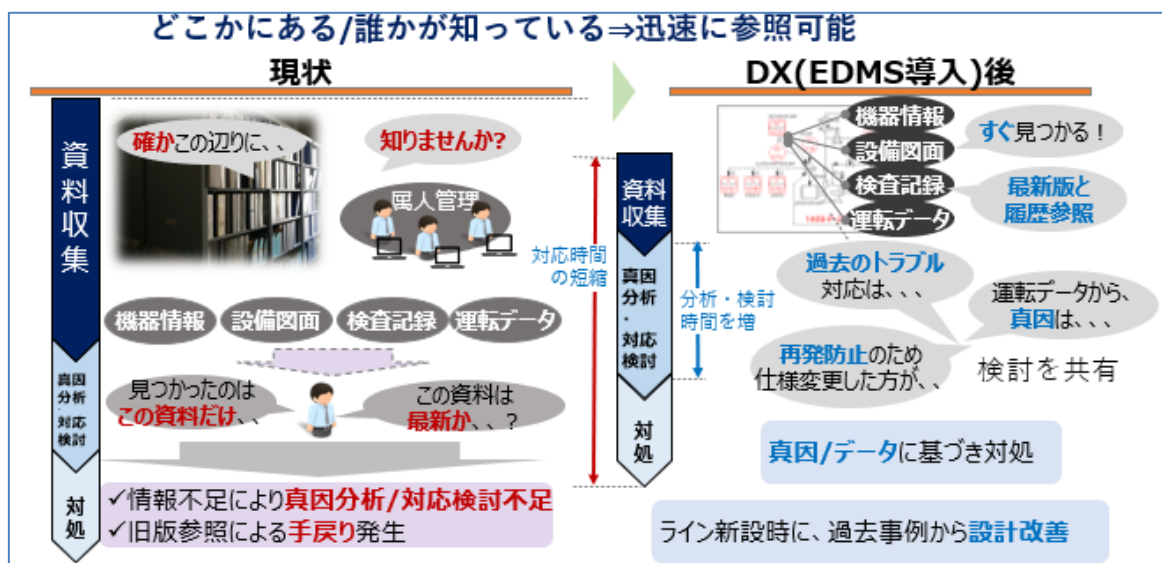 どこかにある/誰かが知っている⇒迅速に参照可能
現状
資料収集
確かこの辺りに、、
知りませんか?
属人管理
機器情報
設備図面
検査記録
運転データ
真因分析・対応検討
見つかったのは
この資料だけ、、
この資料は
最新か、、?
対処
✓情報不足により真因分析/対応検討不足
✓旧版参照による手戻り発生
対応時間
の短縮
DX(EDMS導入)後
資料
収集
機器情報
設備図面
検査記録
運転データ
すぐ見つかる!
最新版と
履歴参照
真因分析・対応検討
分析・検討
時間を増
過去のトラブル
対応は、、、
運転データから、
真因は、、、
再発防止のため
仕様変更した方が、、
検討を共有
対処
真因/データに基づき対処
ライン新設時に、過去事例から設計改善